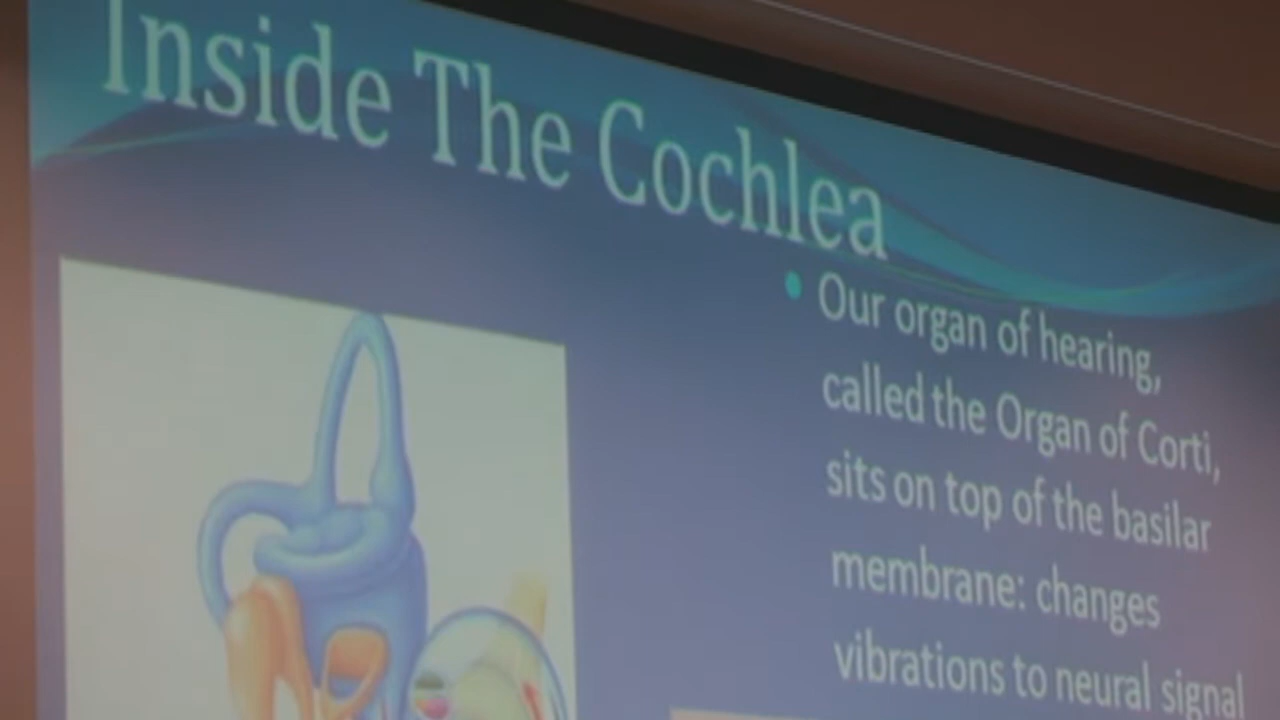 Inside The Cochlea
• Our organ of hearing,
called the Organ of Corti,
sits on top of the basilar
membrane: changes
vibrations to neural signal